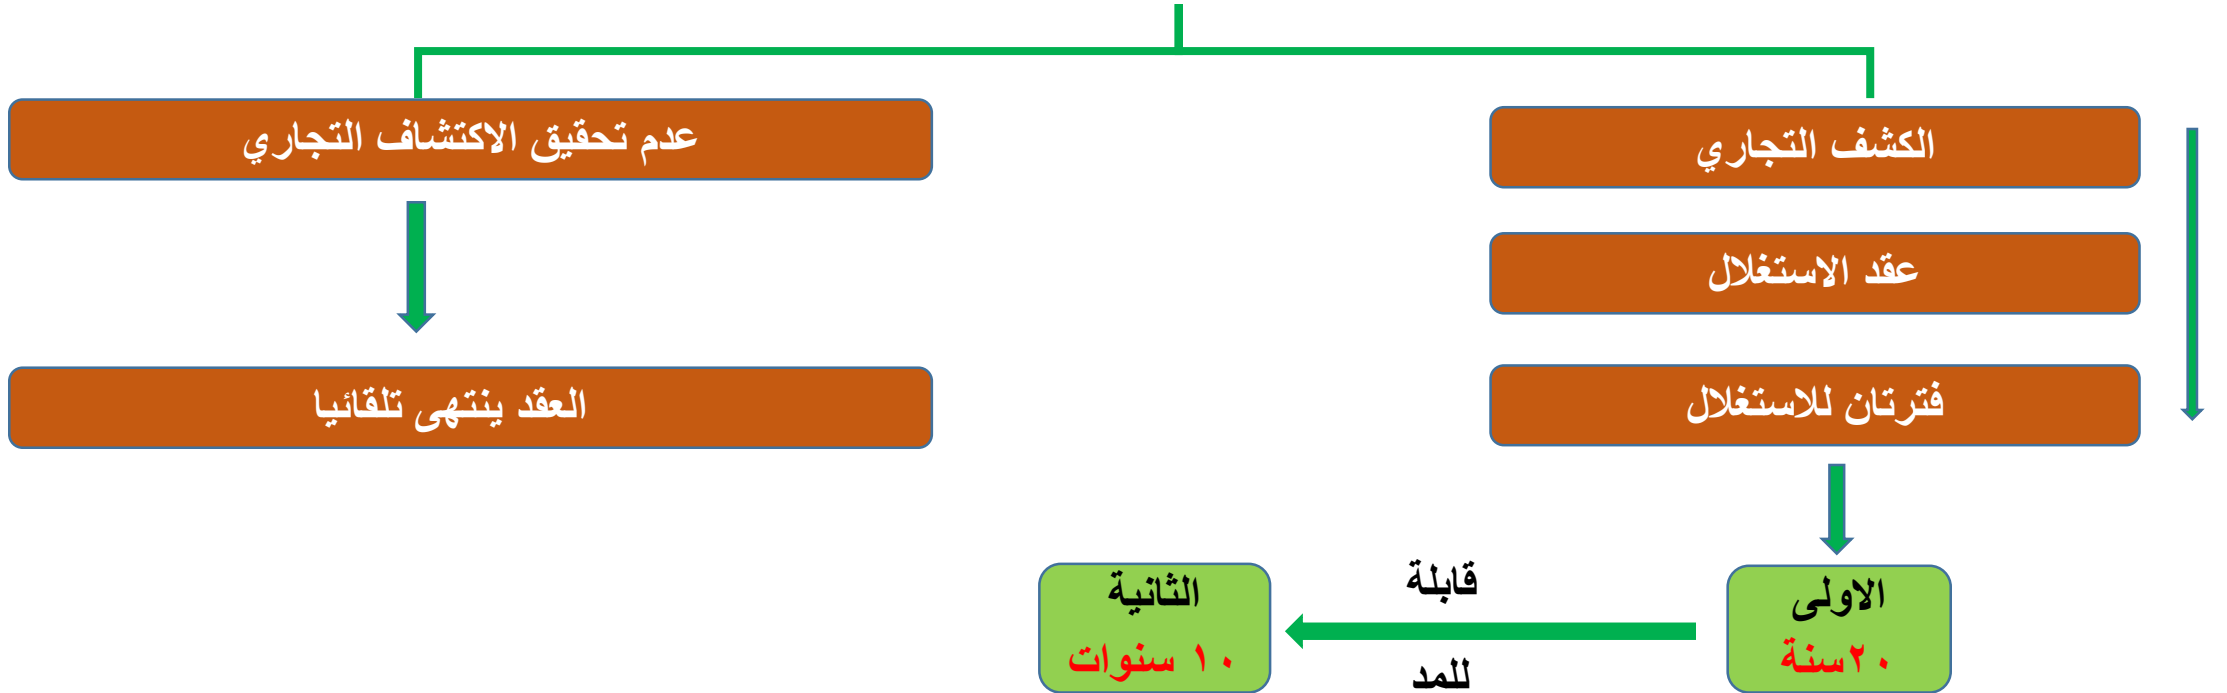 الكشف التجاري
عقد الاستغلال
فترتان للاستغلال
الاولى
٢٠سنة
قابلة
للمد
الثانية
١٠ سنوات
عدم تحقيق الاكتشاف التجاري
العقد ينتهى تلقائيا